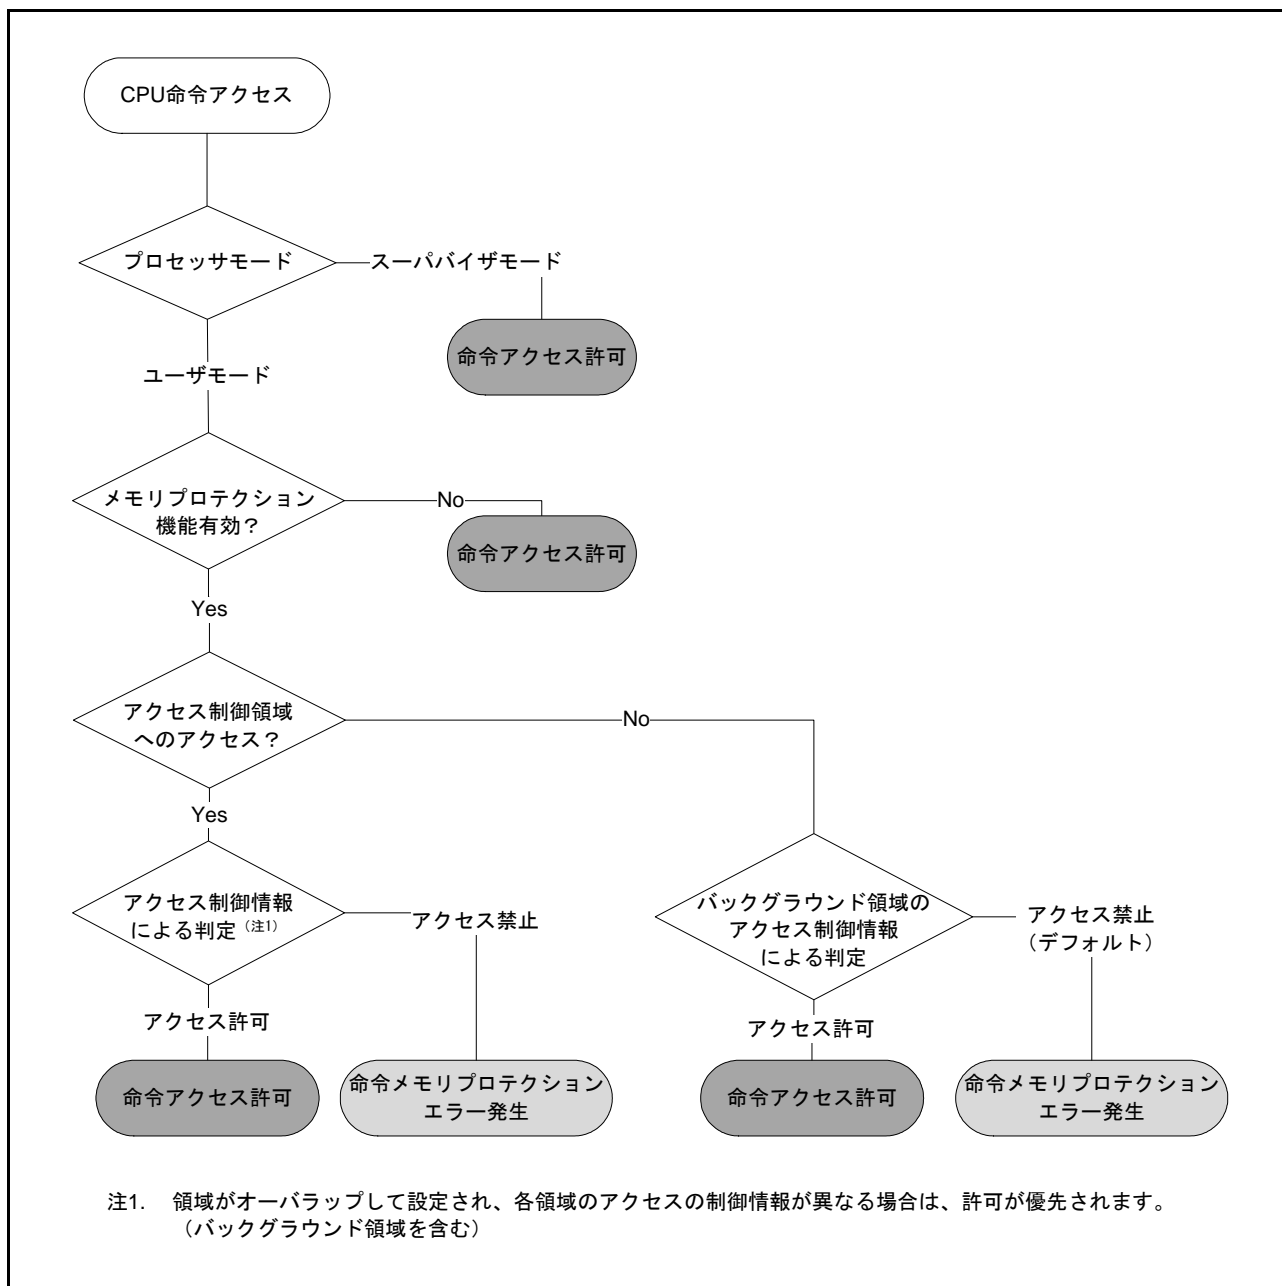 CPU命令アクセス
プロセッサモード
スーパバイザモード
命令アクセス許可
ユーザモード
メモリプロテクション
機能有効？
No
命令アクセス許可
Yes
アクセス制御領域
へのアクセス？
No
Yes
アクセス制御情報
による判定（注1）
アクセス禁止
バックグラウンド領域の
アクセス制御情報
による判定
アクセス禁止
（デフォルト）
アクセス許可
アクセス許可
命令アクセス許可
命令メモリプロテクション
エラー発生
命令アクセス許可
命令メモリプロテクション
エラー発生
注1. 領域がオーバラップして設定され、各領域のアクセスの制御情報が異なる場合は、許可が優先されます。
（バックグラウンド領域を含む）